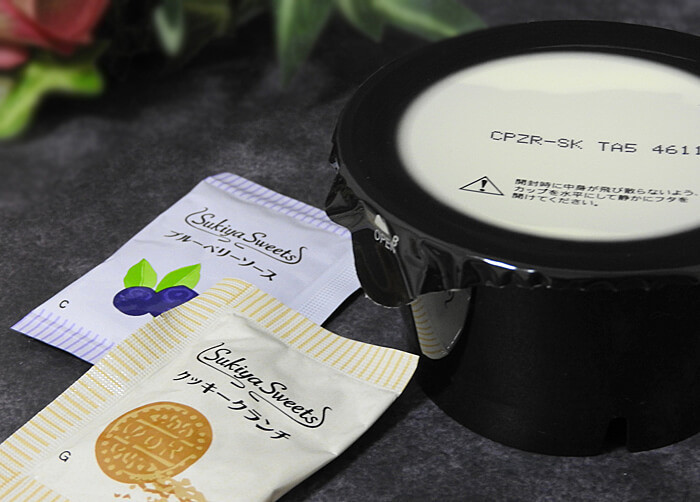 CPZR-SK TA5 4611
開封時に中身が飛び散らないよう
カップを水平にして静かにフタを
開けてください。
OPEN
Sukiya Sweets
ブルーベリーソース
C
Sukiya Sweets
クッキークランチ
G